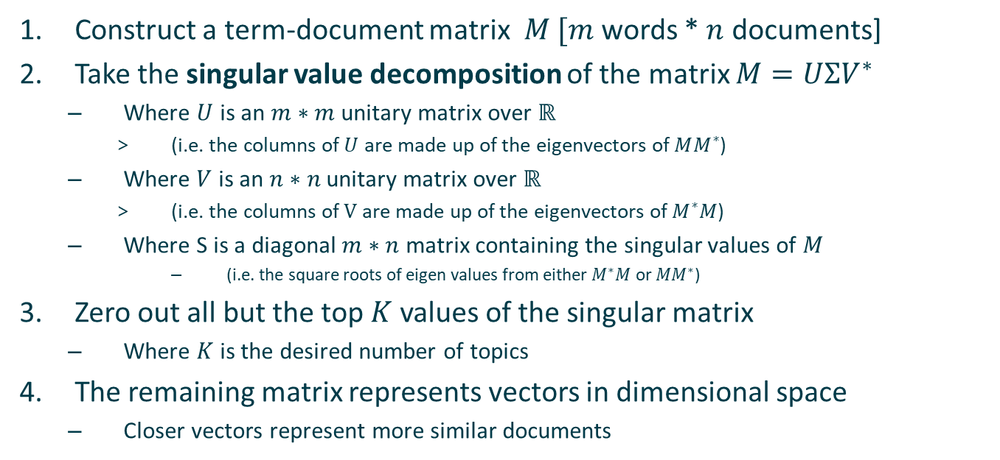 1. Construct a term-document matrix M [m words * n documents]
2. Take the singular value decomposition of the matrix M = UΣV*
– Where U is an m * m unitary matrix over ℝ
> (i.e. the columns of U are made up of the eigenvectors of MM*)
– Where V is an n * n unitary matrix over ℝ
> (i.e. the columns of V are made up of the eigenvectors of M*M)
– Where S is a diagonal m * n matrix containing the singular values of M
– (i.e. the square roots of eigen values from either M*M or MM*)
3. Zero out all but the top K values of the singular matrix
– Where K is the desired number of topics
4. The remaining matrix represents vectors in dimensional space
– Closer vectors represent more similar documents